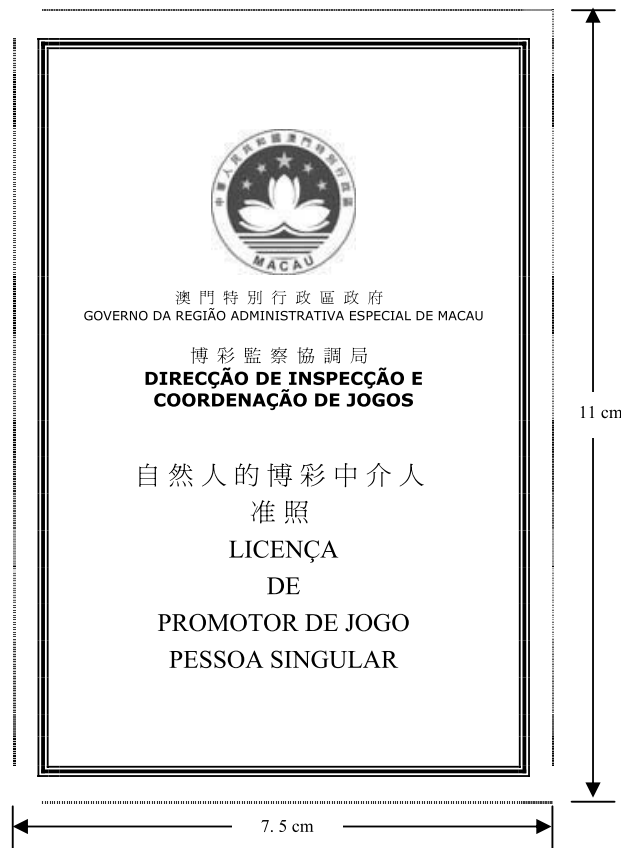 中華人民共和國澳門特別行政區
MACAU
澳門特別行政區政府
GOVERNO DA REGIÃO ADMINISTRATIVA ESPECIAL DE MACAU
博彩監察協調局
DIRECÇÃO DE INSPECÇÃO E
COORDENAÇÃO DE JOGOS
11 cm
自然人的博彩中介人
准照
LICENÇA
DE
PROMOTOR DE JOGO
PESSOA SINGULAR
7. 5 cm